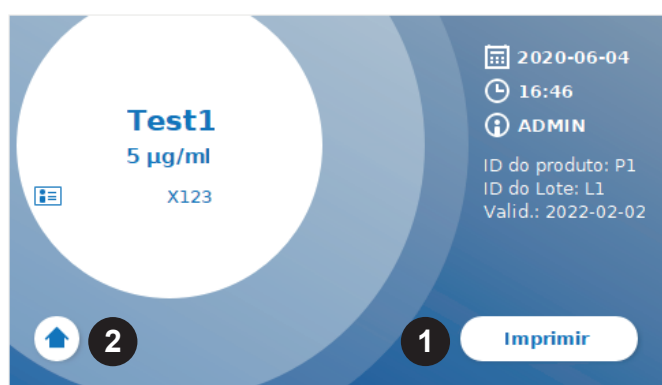 Test1
5 µg/ml
X123
2020-06-04
16:46
ADMIN
ID do produto: P1
ID do Lote: L1
Valid.: 2022-02-02
2
1
Imprimir